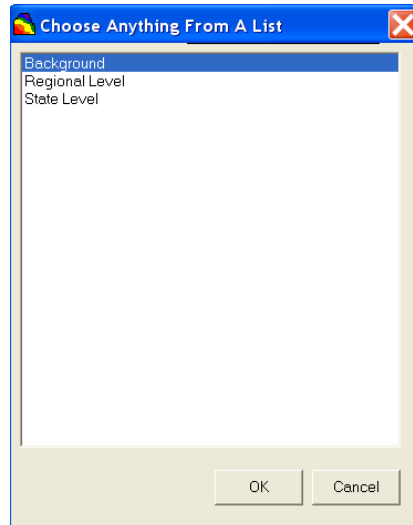 Choose Anything From A List
Background
Regional Level
State Level
OK
Cancel